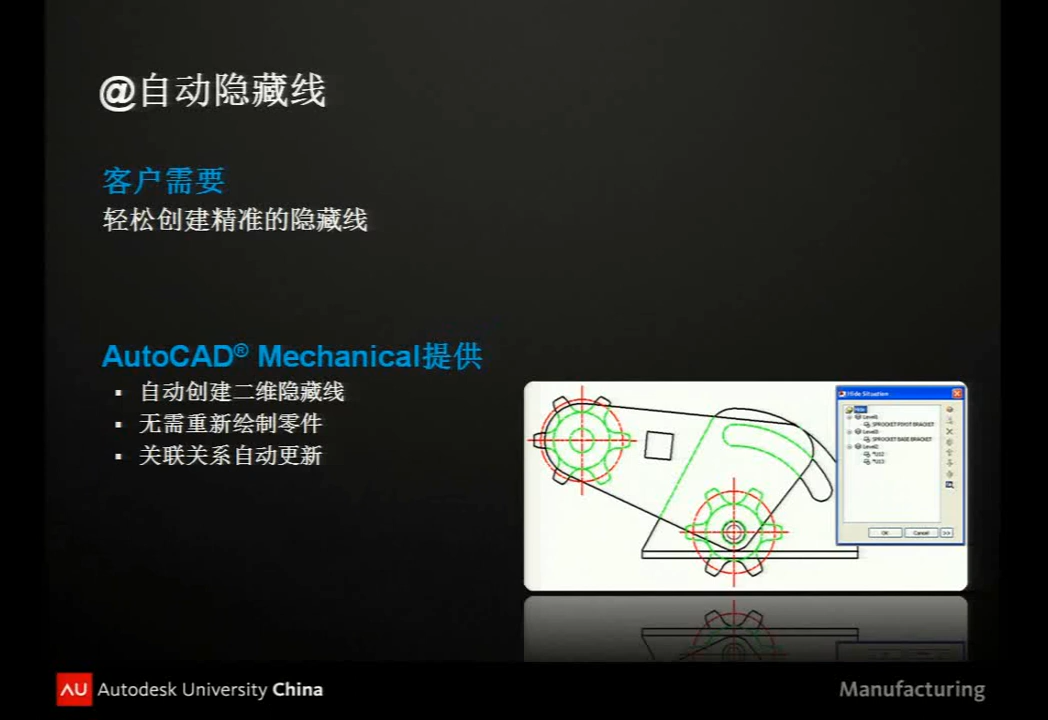 @自动隐藏线
客户需要
轻松创建精准的隐藏线
AutoCAD® Mechanical提供
▪ 自动创建二维隐藏线
▪ 无需重新绘制零件
▪ 关联关系自动更新
Hide Situation
Level1
SPROCKET PIVOT BRACKET
SPROCKET BASE BRACKET
OK Cancel >>
AU Autodesk University China
Manufacturing